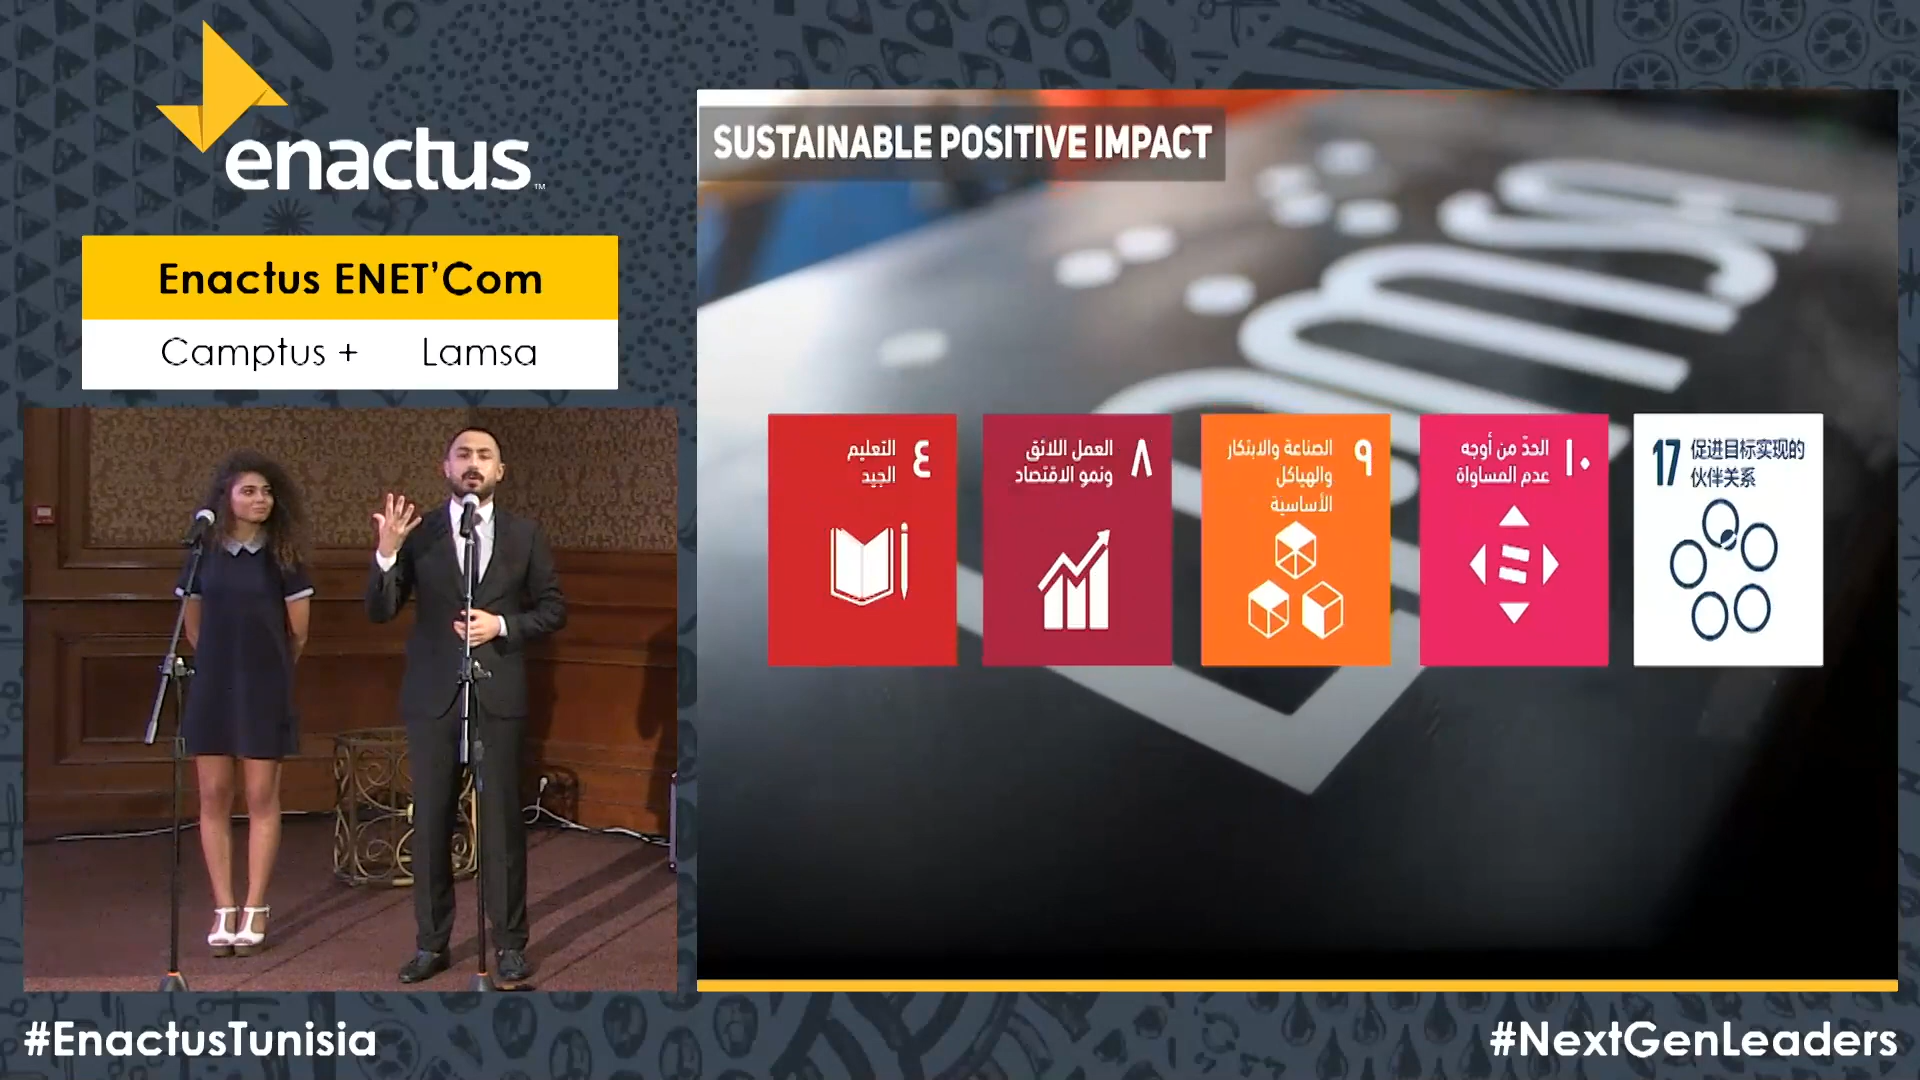 enactus™
Enactus ENET’Com
Camptus + Lamsa
SUSTAINABLE POSITIVE IMPACT
Lamsa
٤ التعليم
الجيد
٨ العمل اللائق
ونمو الاقتصاد
٩ الصناعة والابتكار
والهياكل
الأساسية
١٠ الحدّ من أوجه
عدم المساواة
17 促进目标实现的
伙伴关系
#EnactusTunisia
#NextGenLeaders